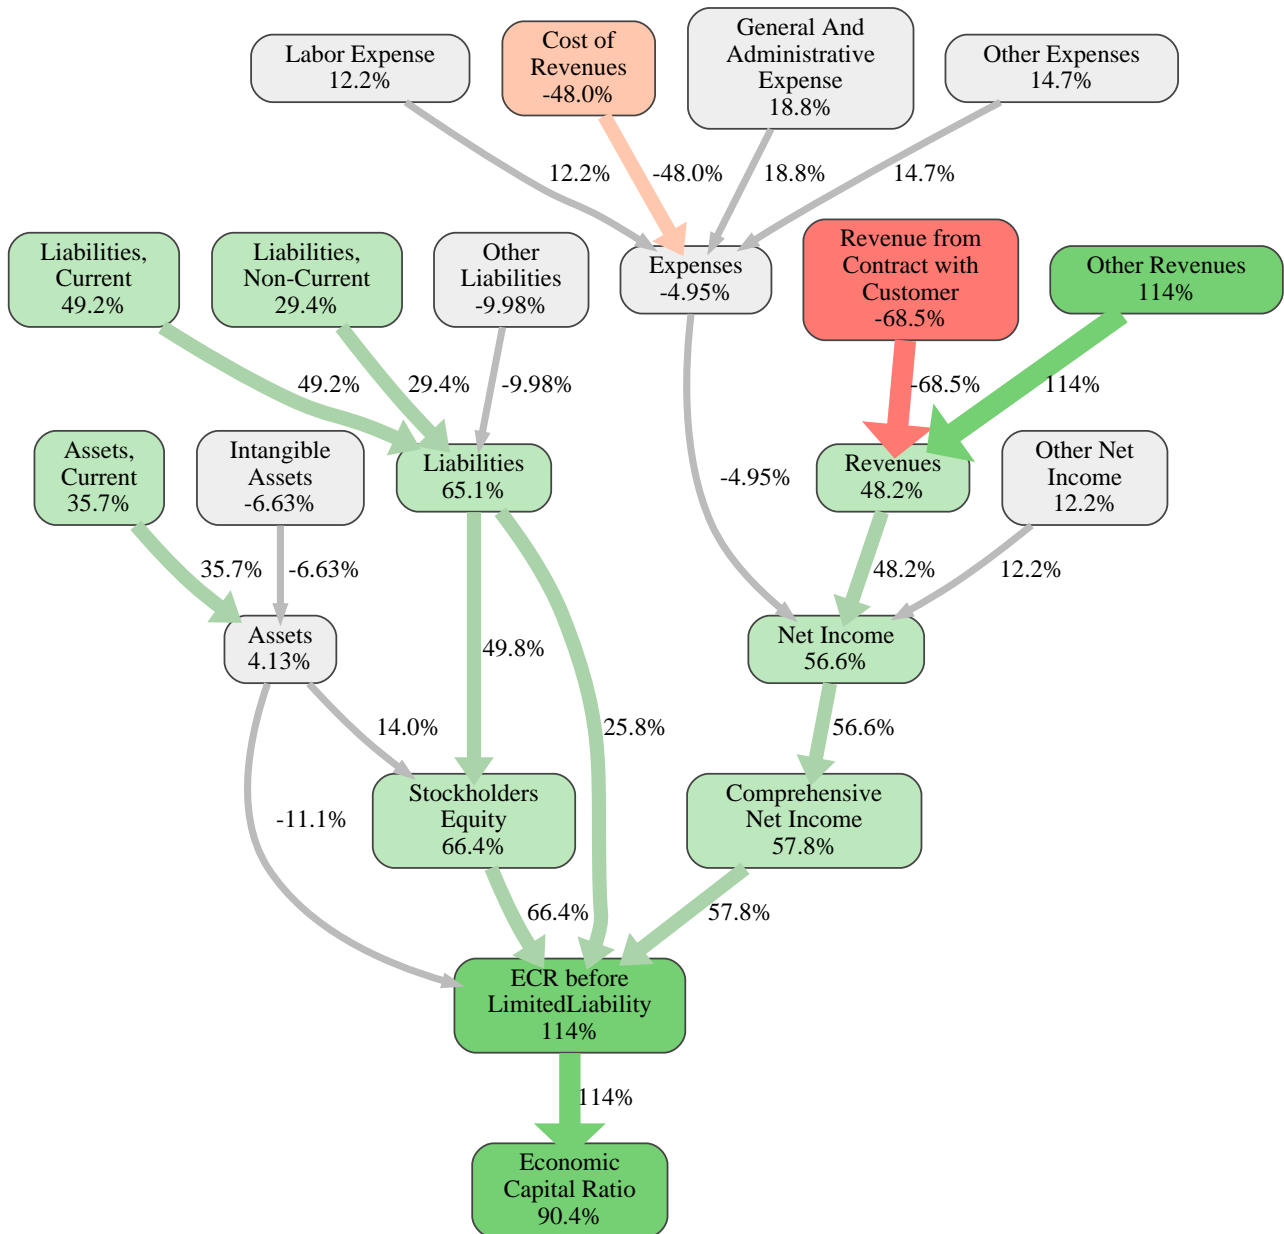 Labor Expense
12.2%
Cost of
Revenues
-48.0%
General And
Administrative
Expense
18.8%
Other Expenses
14.7%
12.2%
-48.0%
18.8%
14.7%
Liabilities,
Current
49.2%
Liabilities,
Non-Current
29.4%
Other
Liabilities
-9.98%
Expenses
-4.95%
Revenue from
Contract with
Customer
-68.5%
Other Revenues
114%
49.2%
29.4%
-9.98%
-68.5%
114%
Assets,
Current
35.7%
Intangible
Assets
-6.63%
Liabilities
65.1%
-4.95%
Revenues
48.2%
Other Net
Income
12.2%
35.7%
-6.63%
48.2%
12.2%
Assets
4.13%
49.8%
Net Income
56.6%
14.0%
25.8%
56.6%
-11.1%
Stockholders
Equity
66.4%
Comprehensive
Net Income
57.8%
66.4%
57.8%
ECR before
LimitedLiability
114%
114%
Economic
Capital Ratio
90.4%